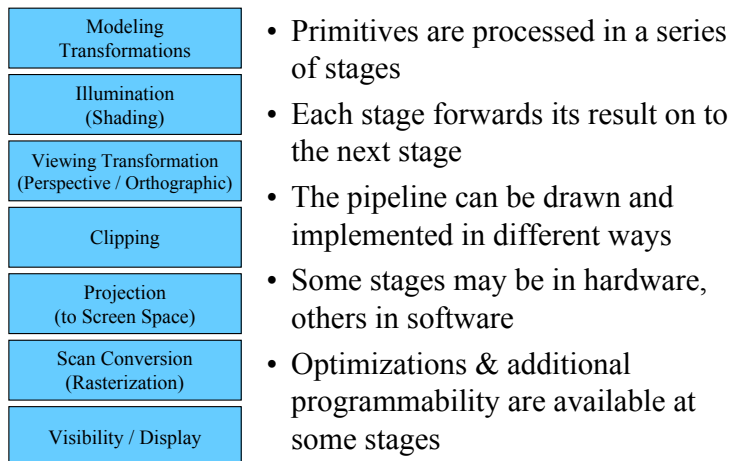 Modeling
Transformations
Illumination
(Shading)
Viewing Transformation
(Perspective / Orthographic)
Clipping
Projection
(to Screen Space)
Scan Conversion
(Rasterization)
Visibility / Display
• Primitives are processed in a series
of stages
• Each stage forwards its result on to
the next stage
• The pipeline can be drawn and
implemented in different ways
• Some stages may be in hardware,
others in software
• Optimizations & additional
programmability are available at
some stages